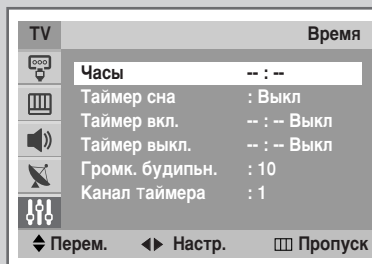 TV Время
Часы -- : --
Таймер сна : Выкл
Таймер вкл. -- : -- Выкл
Таймер выкл. -- : -- Выкл
Громк. будипьн. : 10
Канал таймера : 1
Перем. Настр. Пропуск